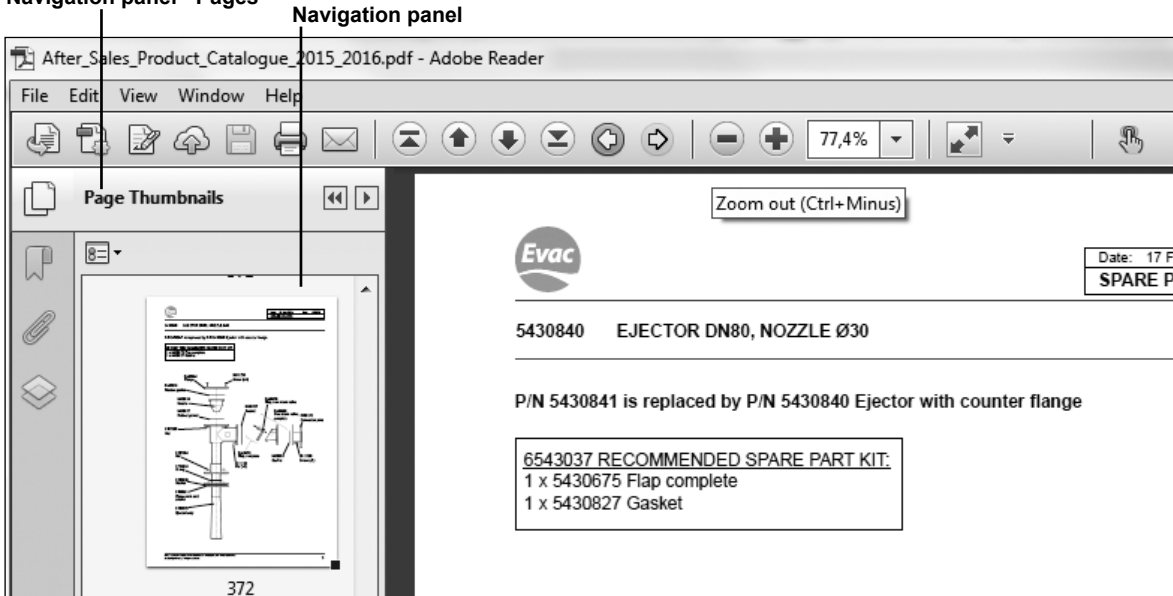 Navigation panel - Pages
Navigation panel
After_Sales_Product_Catalogue_2015_2016.pdf - Adobe Reader
File Edit View Window Help
77,4%
Page Thumbnails
Zoom out (Ctrl+Minus)
Evac
Date: 17 F
SPARE P
5430840 EJECTOR DN80, NOZZLE Ø30
P/N 5430841 is replaced by P/N 5430840 Ejector with counter flange
6543037 RECOMMENDED SPARE PART KIT:
1 x 5430675 Flap complete
1 x 5430827 Gasket
372